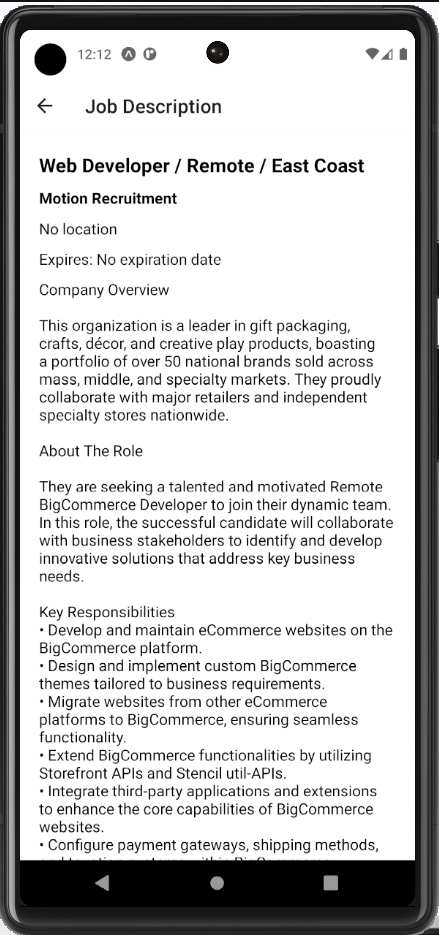 12:12
Job Description
Web Developer / Remote / East Coast
Motion Recruitment
No location
Expires: No expiration date
Company Overview
This organization is a leader in gift packaging,
crafts, décor, and creative play products, boasting
a portfolio of over 50 national brands sold across
mass, middle, and specialty markets. They proudly
collaborate with major retailers and independent
specialty stores nationwide.
About The Role
They are seeking a talented and motivated Remote
BigCommerce Developer to join their dynamic team.
In this role, the successful candidate will collaborate
with business stakeholders to identify and develop
innovative solutions that address key business
needs.
Key Responsibilities
• Develop and maintain eCommerce websites on the
BigCommerce platform.
• Design and implement custom BigCommerce
themes tailored to business requirements.
• Migrate websites from other eCommerce
platforms to BigCommerce, ensuring seamless
functionality.
• Extend BigCommerce functionalities by utilizing
Storefront APIs and Stencil util-APIs.
• Integrate third-party applications and extensions
to enhance the core capabilities of BigCommerce
websites.
• Configure payment gateways, shipping methods,